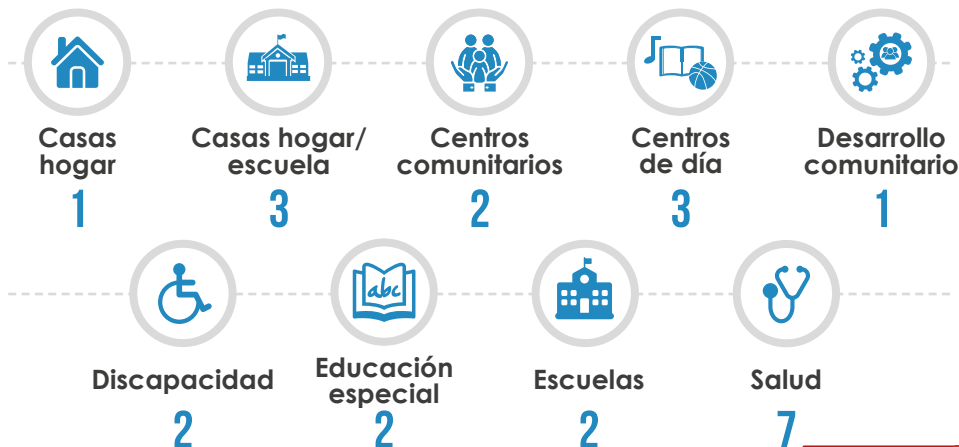 Casas
hogar
1
Casas hogar/
escuela
3
Centros
comunitarios
2
Centros
de día
3
Desarrollo
comunitario
1
Discapacidad
2
abc
Educación
especial
2
Escuelas
2
Salud
7